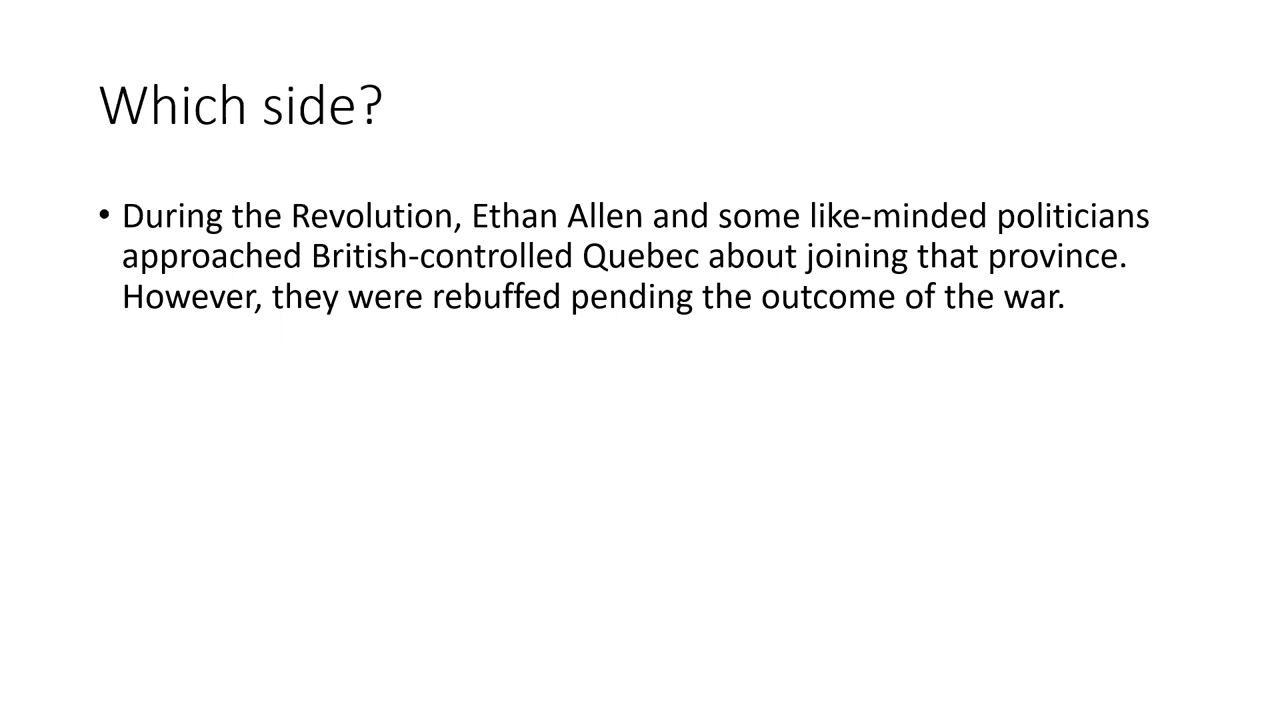 Which side?
• During the Revolution, Ethan Allen and some like-minded politicians
approached British-controlled Quebec about joining that province.
However, they were rebuffed pending the outcome of the war.